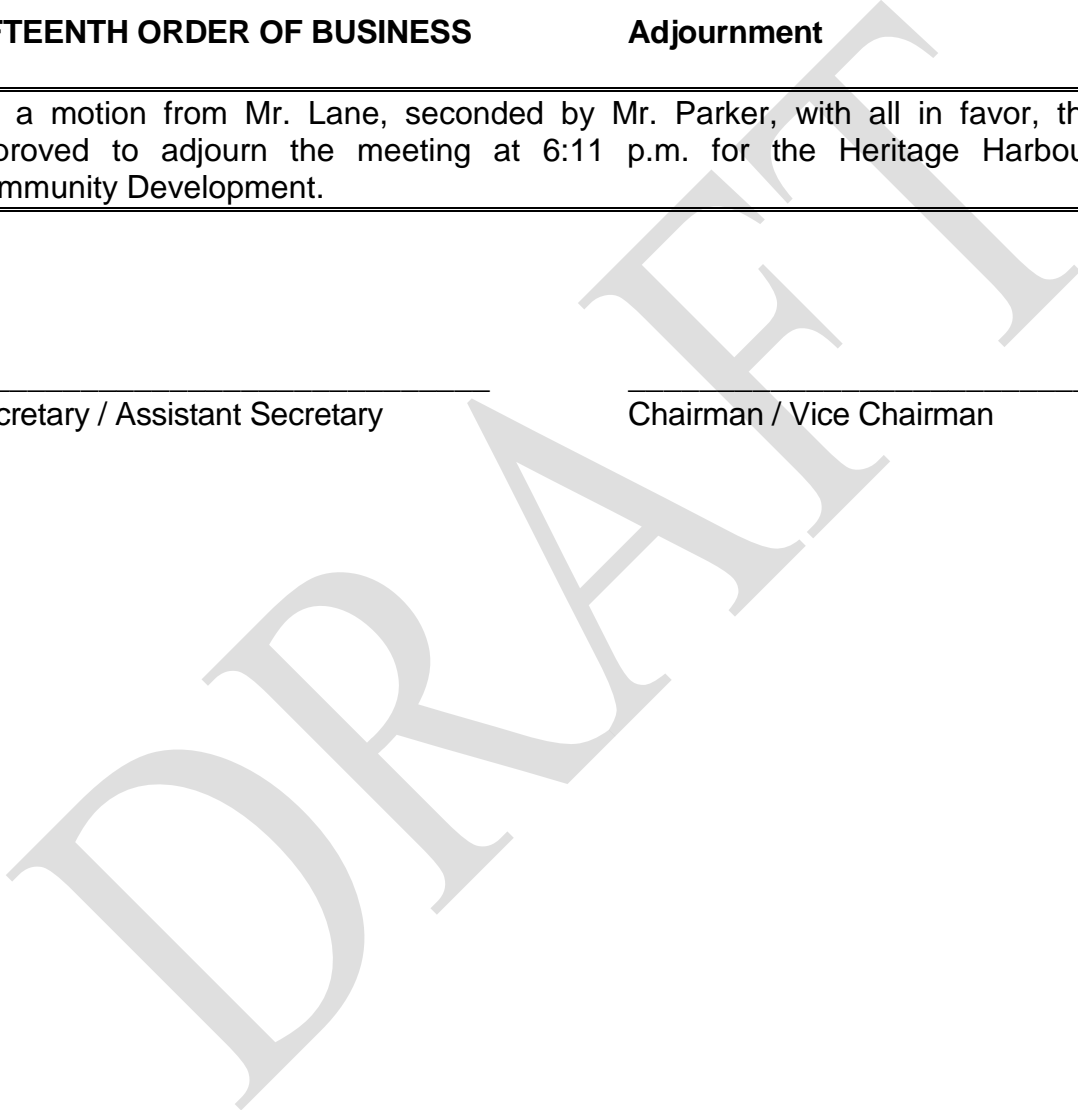 FTEENTH ORDER OF BUSINESS Adjournment
a motion from Mr. Lane, seconded by Mr. Parker, with all in favor, th
proved to adjourn the meeting at 6:11 p.m. for the Heritage Harbou
mmunity Development.
cretary / Assistant Secretary Chairman / Vice Chairman
DRAFT